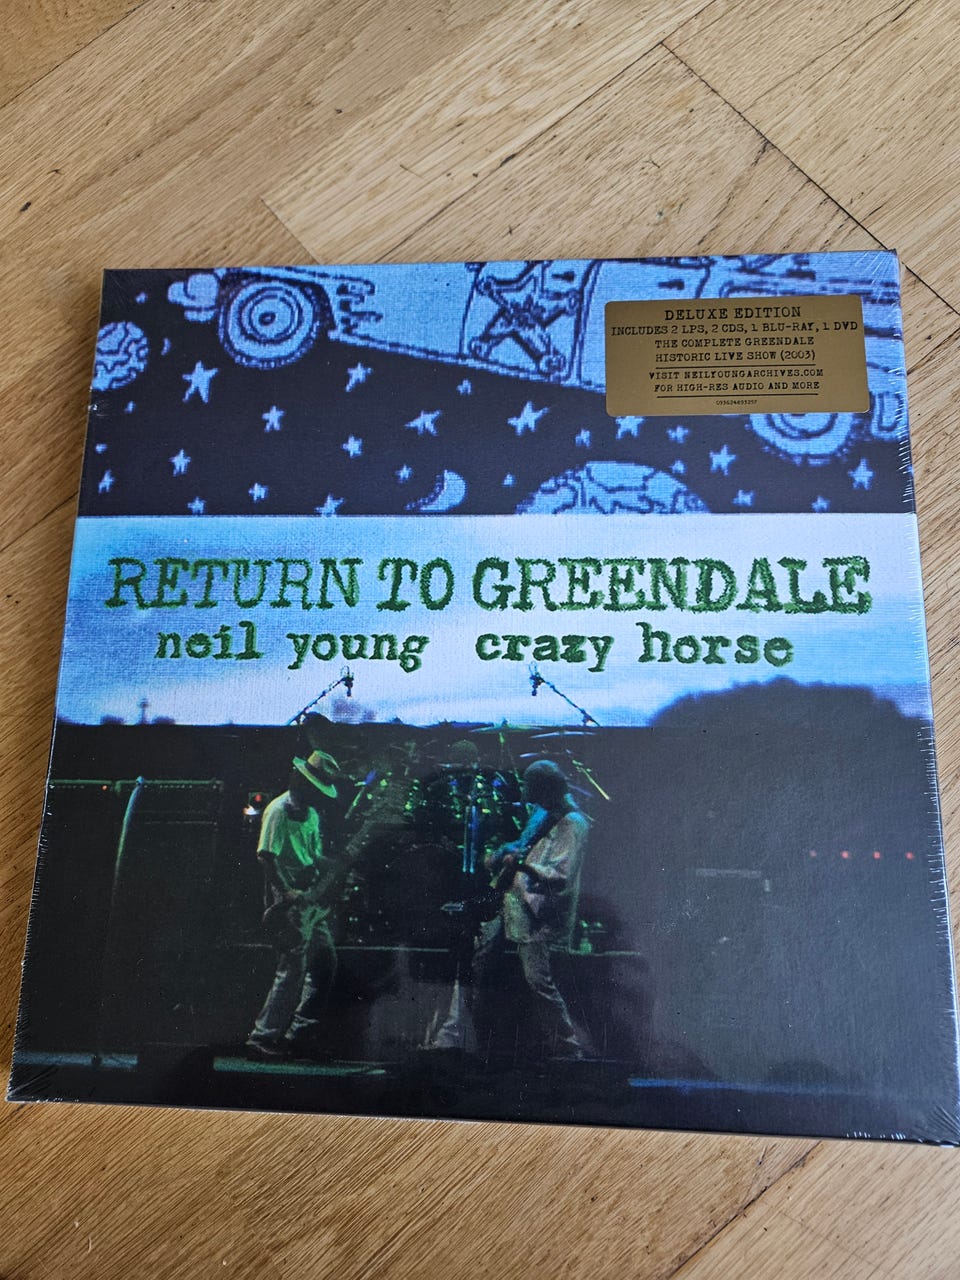 DELUXE EDITION
INCLUDES 2 LPS, 2 CDS, 1 BLU-RAY, 1 DVD
THE COMPLETE GREENDALE
HISTORIC LIVE SHOW (2003)
VISIT NEILYOUNGARCHIVES.COM
FOR HIGH-RES AUDIO AND MORE
093624893257
RETURN TO GREENDALE
neil young crazy horse